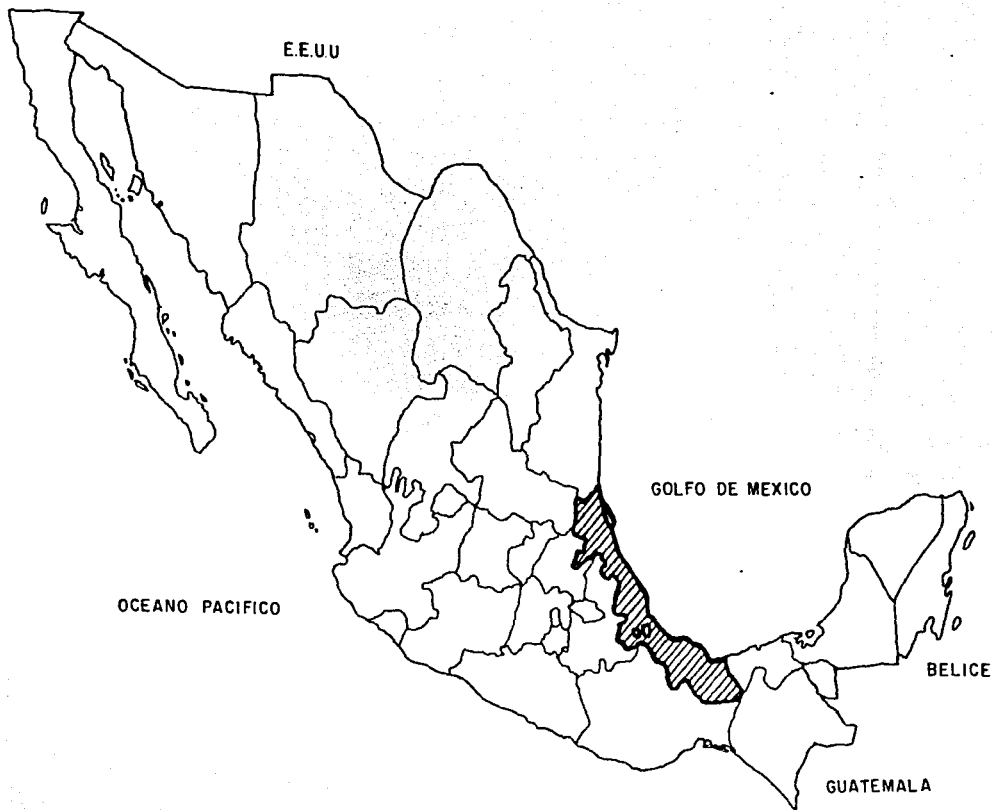 E.E.U.U
GOLFO DE MEXICO
OCEANO PACIFICO
BELICE
GUATEMALA